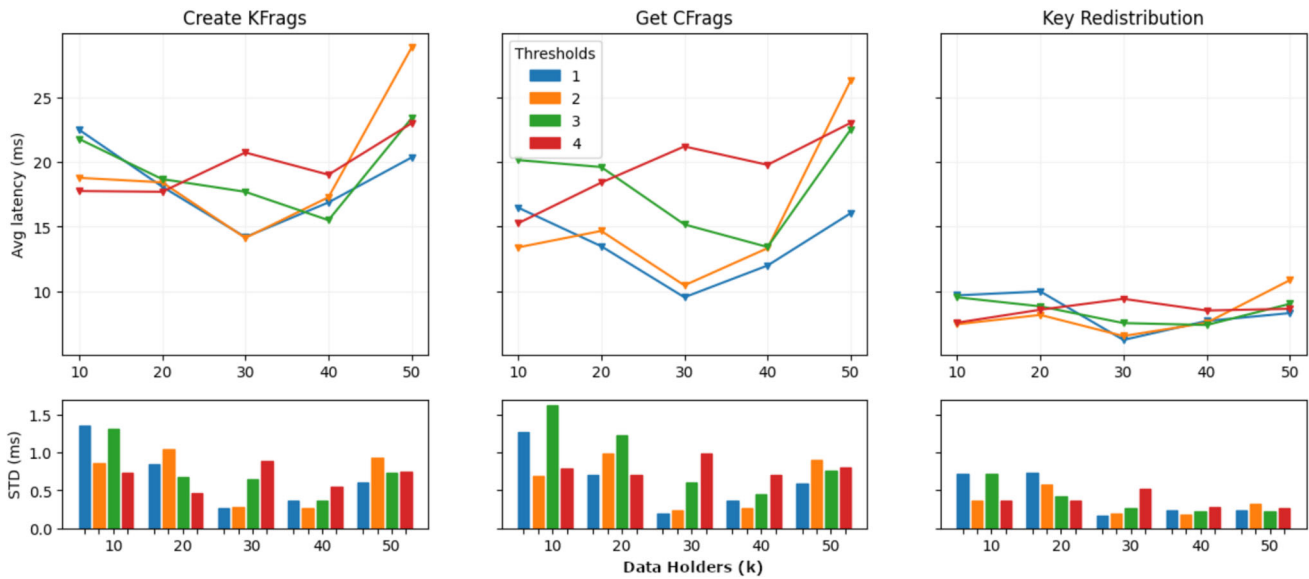 Create KFrags
Get CFrags
Key Redistribution
Avg latency (ms)
25
20
15
10
10 20 30 40 50
Thresholds
1
2
3
4
10 20 30 40 50
10 20 30 40 50
STD (ms)
1.5
1.0
0.5
0.0
10 20 30 40 50
10 20 30 40 50
10 20 30 40 50
Data Holders (k)